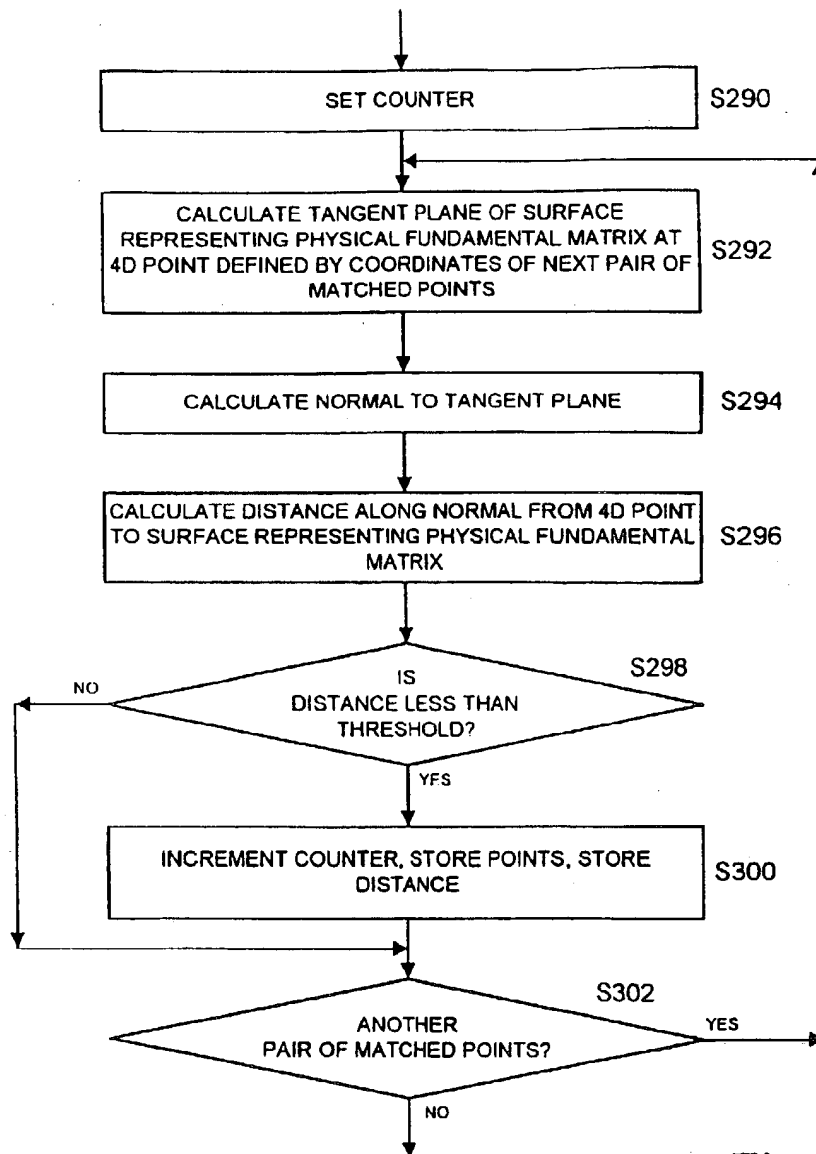 SET COUNTER
S290
CALCULATE TANGENT PLANE OF SURFACE
REPRESENTING PHYSICAL FUNDAMENTAL MATRIX AT
4D POINT DEFINED BY COORDINATES OF NEXT PAIR OF
MATCHED POINTS
S292
CALCULATE NORMAL TO TANGENT PLANE
S294
CALCULATE DISTANCE ALONG NORMAL FROM 4D POINT
TO SURFACE REPRESENTING PHYSICAL FUNDAMENTAL
MATRIX
S296
S298
NO
IS
DISTANCE LESS THAN
THRESHOLD?
YES
INCREMENT COUNTER, STORE POINTS, STORE
DISTANCE
S300
S302
ANOTHER
PAIR OF MATCHED POINTS?
YES
NO